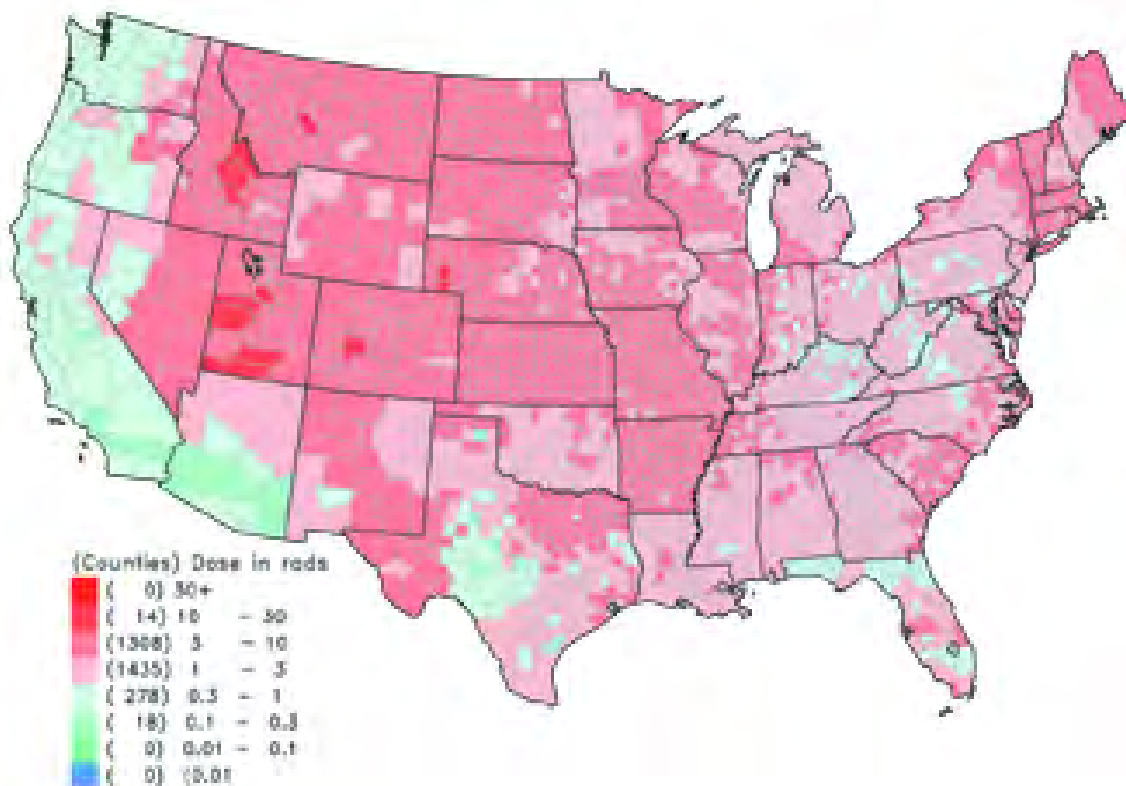 (Counties) Dose in rads
( 0) 30+
( 14) 10 - 30
(1308) 3 - 10
(1435) 1 - 3
( 278) 0.3 - 1
( 18) 0.1 - 0.3
( 0) 0.01 - 0.1
( 0) <0.01